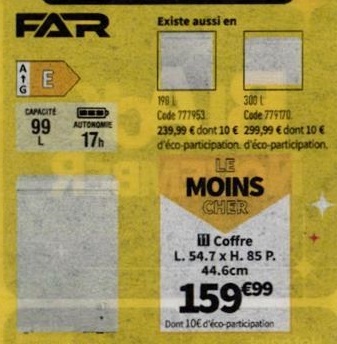 FAR
Existe aussi en
A
G
E
CAPACITÉ
99
L
AUTONOMIE
17h
198 L
Code 777953.
239,99 € dont 10 €
d'éco-participation.
300 L
Code 779170.
299,99 € dont 10 €
d'éco-participation.
LE
MOINS
CHER
11 Coffre
L. 54.7 x H. 85 P.
44.6cm
159€99
Dont 10€ d'éco-participation